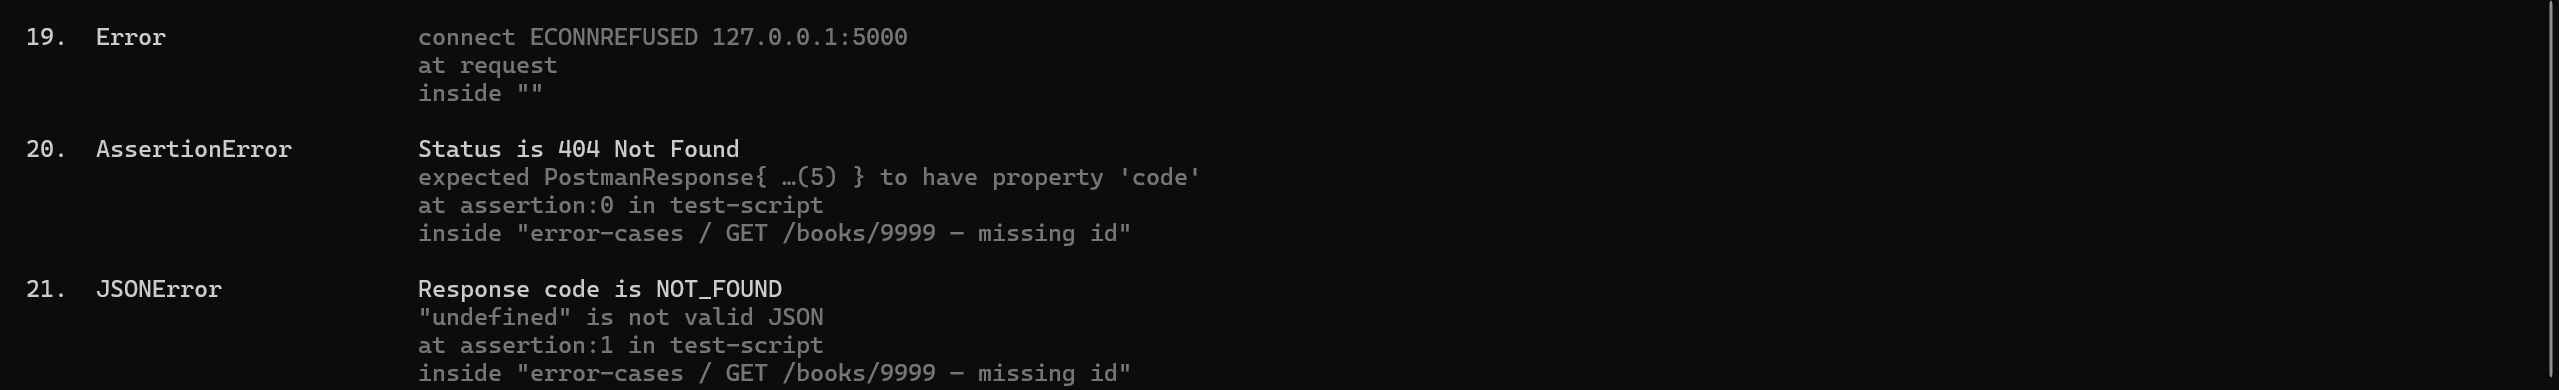 19. Error connect ECONNREFUSED 127.0.0.1:5000
at request
inside ""
20. AssertionError Status is 404 Not Found
expected PostmanResponse{ …(5) } to have property 'code'
at assertion:0 in test-script
inside "error-cases / GET /books/9999 — missing id"
21. JSONError Response code is NOT_FOUND
"undefined" is not valid JSON
at assertion:1 in test-script
inside "error-cases / GET /books/9999 — missing id"